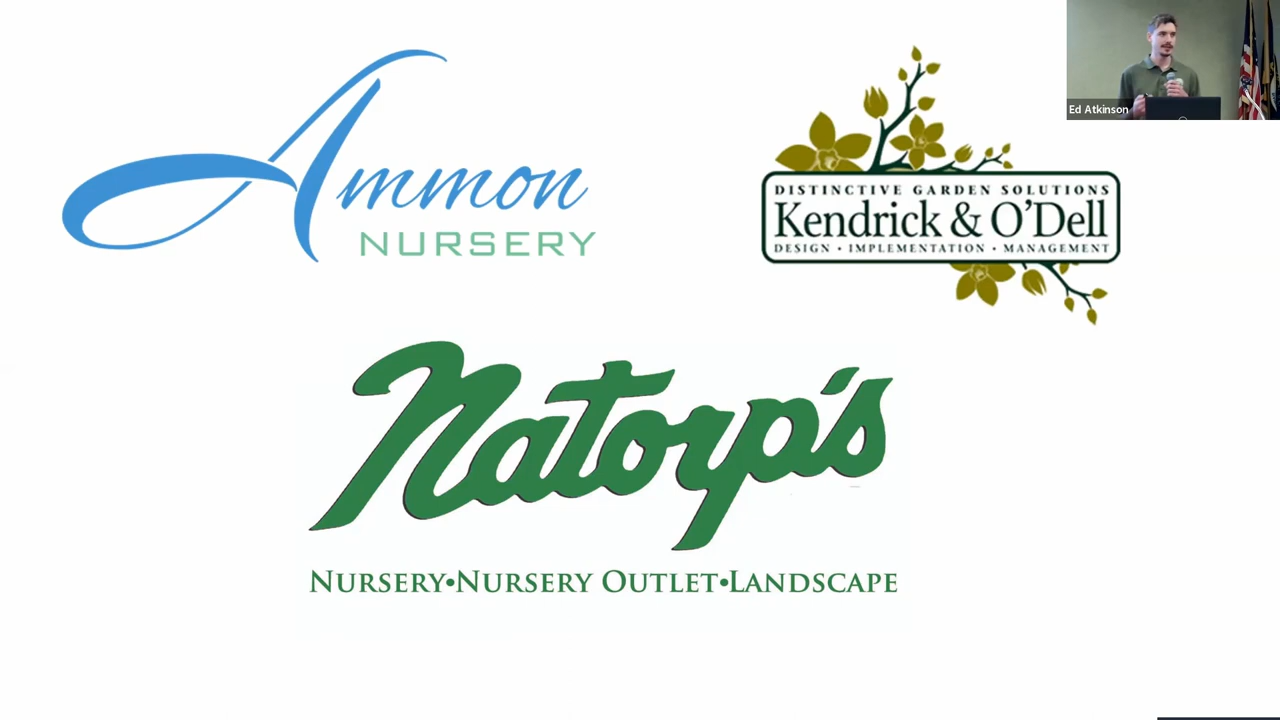 Ammon
NURSERY
DISTINCTIVE GARDEN SOLUTIONS
Kendrick & O'Dell
DESIGN • IMPLEMENTATION • MANAGEMENT
Ed Atkinson
Natorp's
NURSERY•NURSERY OUTLET•LANDSCAPE